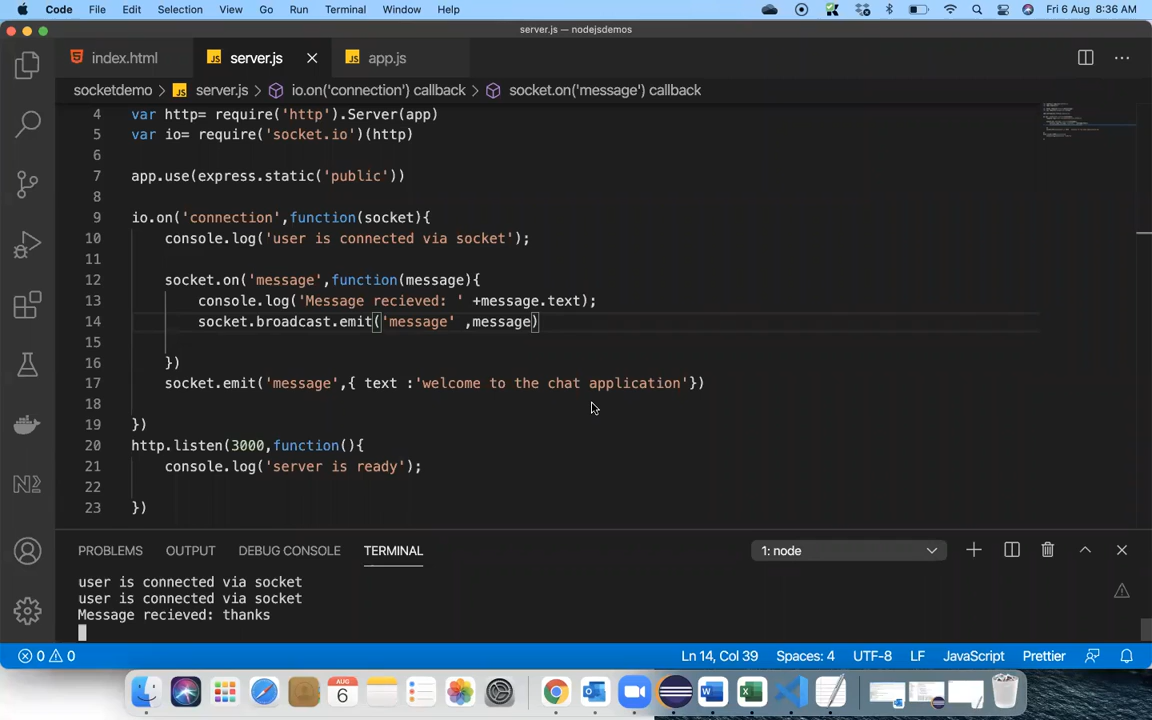 Code File Edit Selection View Go Run Terminal Window Help Fri 6 Aug 8:36 AM
server.js — nodejsdemos
index.html JS server.js JS app.js
socketdemo > JS server.js > io.on('connection') callback > socket.on('message') callback
4 var http= require('http').Server(app)
5 var io= require('socket.io')(http)
6
7 app.use(express.static('public'))
8
9 io.on('connection',function(socket){
10 console.log('user is connected via socket');
11
12 socket.on('message',function(message){
13 console.log('Message recieved: ' +message.text);
14 socket.broadcast.emit('message' ,message)
15
16 })
17 socket.emit('message',{ text :'welcome to the chat application'})
18
19 })
20 http.listen(3000,function(){
21 console.log('server is ready');
22
23 })
PROBLEMS OUTPUT DEBUG CONSOLE TERMINAL 1: node
user is connected via socket
user is connected via socket
Message recieved: thanks
0 0 Ln 14, Col 39 Spaces: 4 UTF-8 LF JavaScript Prettier
AUG
6